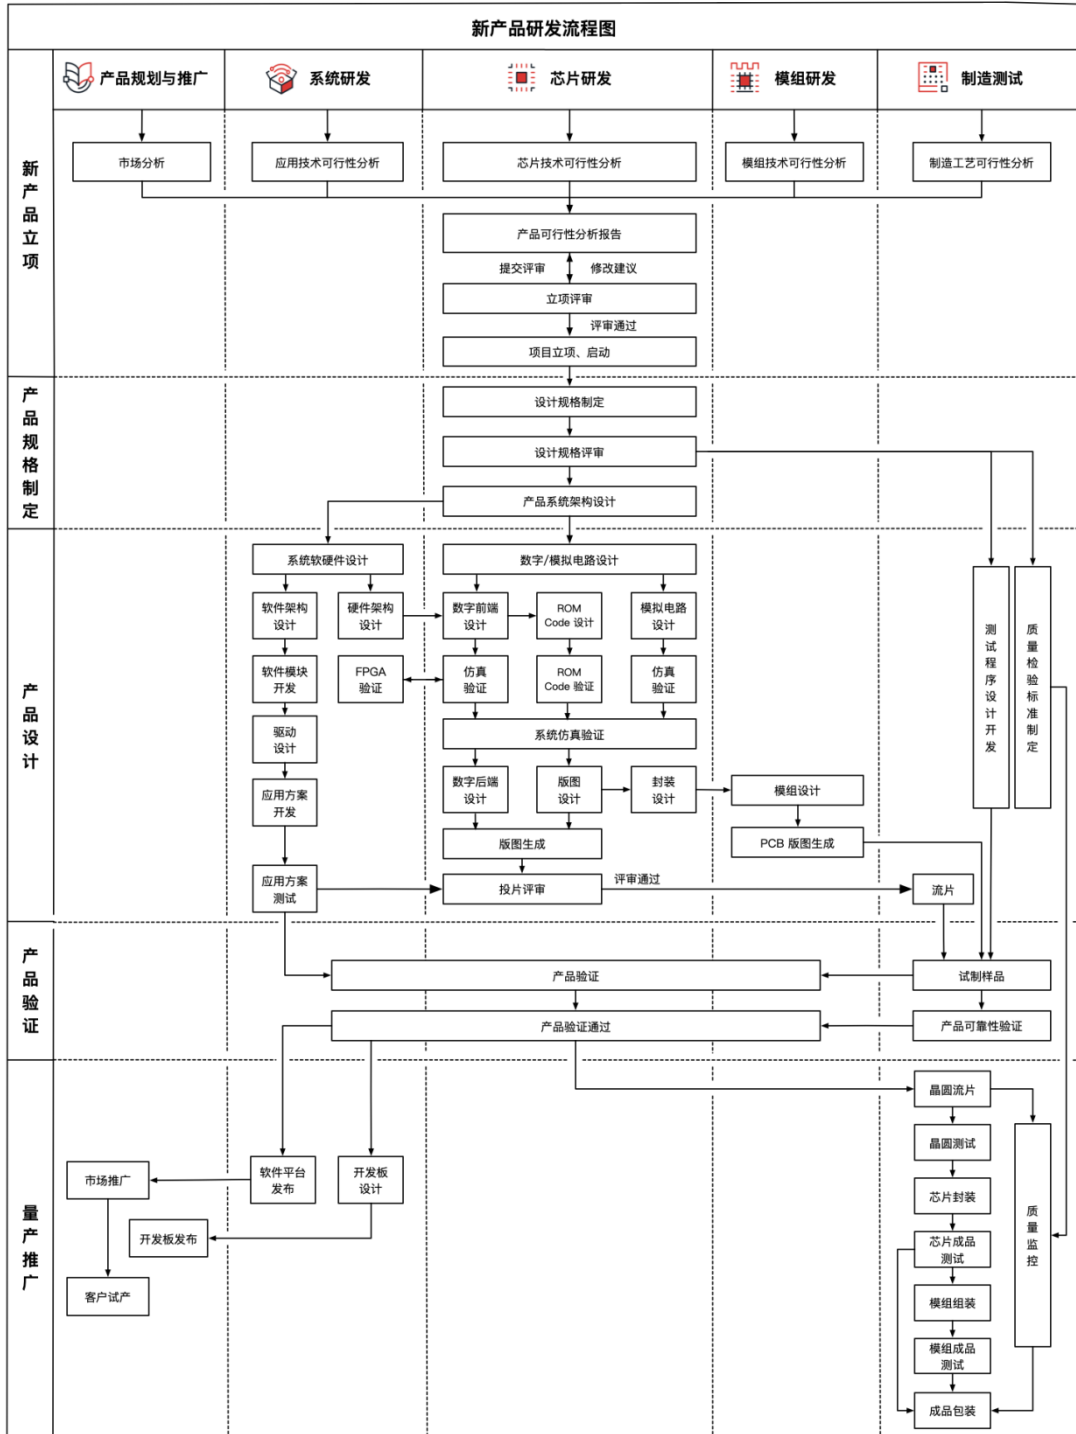 新产品研发流程图
产品规划与推广
系统研发
芯片研发
模组研发
制造测试
新产品立项
市场分析
应用技术可行性分析
芯片技术可行性分析
模组技术可行性分析
制造工艺可行性分析
产品可行性分析报告
提交评审
修改建议
立项评审
评审通过
项目立项、启动
产品规格制定
设计规格制定
设计规格评审
产品系统架构设计
产品设计
系统软硬件设计
数字/模拟电路设计
软件架构
设计
硬件架构
设计
数字前端
设计
ROM
Code 设计
模拟电路
设计
测试程序设计开发
质量检验标准制定
软件模块
开发
FPGA
验证
仿真
验证
ROM
Code 验证
仿真
验证
驱动
设计
系统仿真验证
应用方案
开发
数字后端
设计
版图
设计
封装
设计
模组设计
版图生成
PCB 版图生成
应用方案
测试
投片评审
评审通过
流片
产品验证
产品验证
试制样品
产品验证通过
产品可靠性验证
量产推广
晶圆流片
晶圆测试
市场推广
软件平台
发布
开发板
设计
芯片封装
质量监控
开发板发布
芯片成品
测试
客户试产
模组组装
模组成品
测试
成品包装